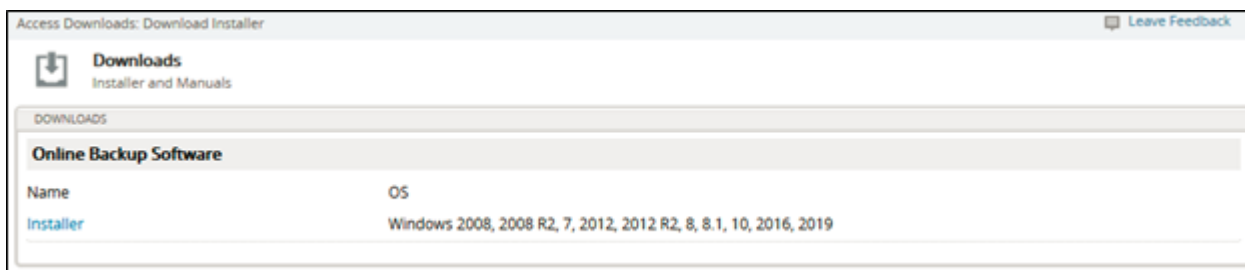 Access Downloads: Download Installer
Leave Feedback
Downloads
Installer and Manuals
DOWNLOADS
Online Backup Software
Name OS
Installer Windows 2008, 2008 R2, 7, 2012, 2012 R2, 8, 8.1, 10, 2016, 2019